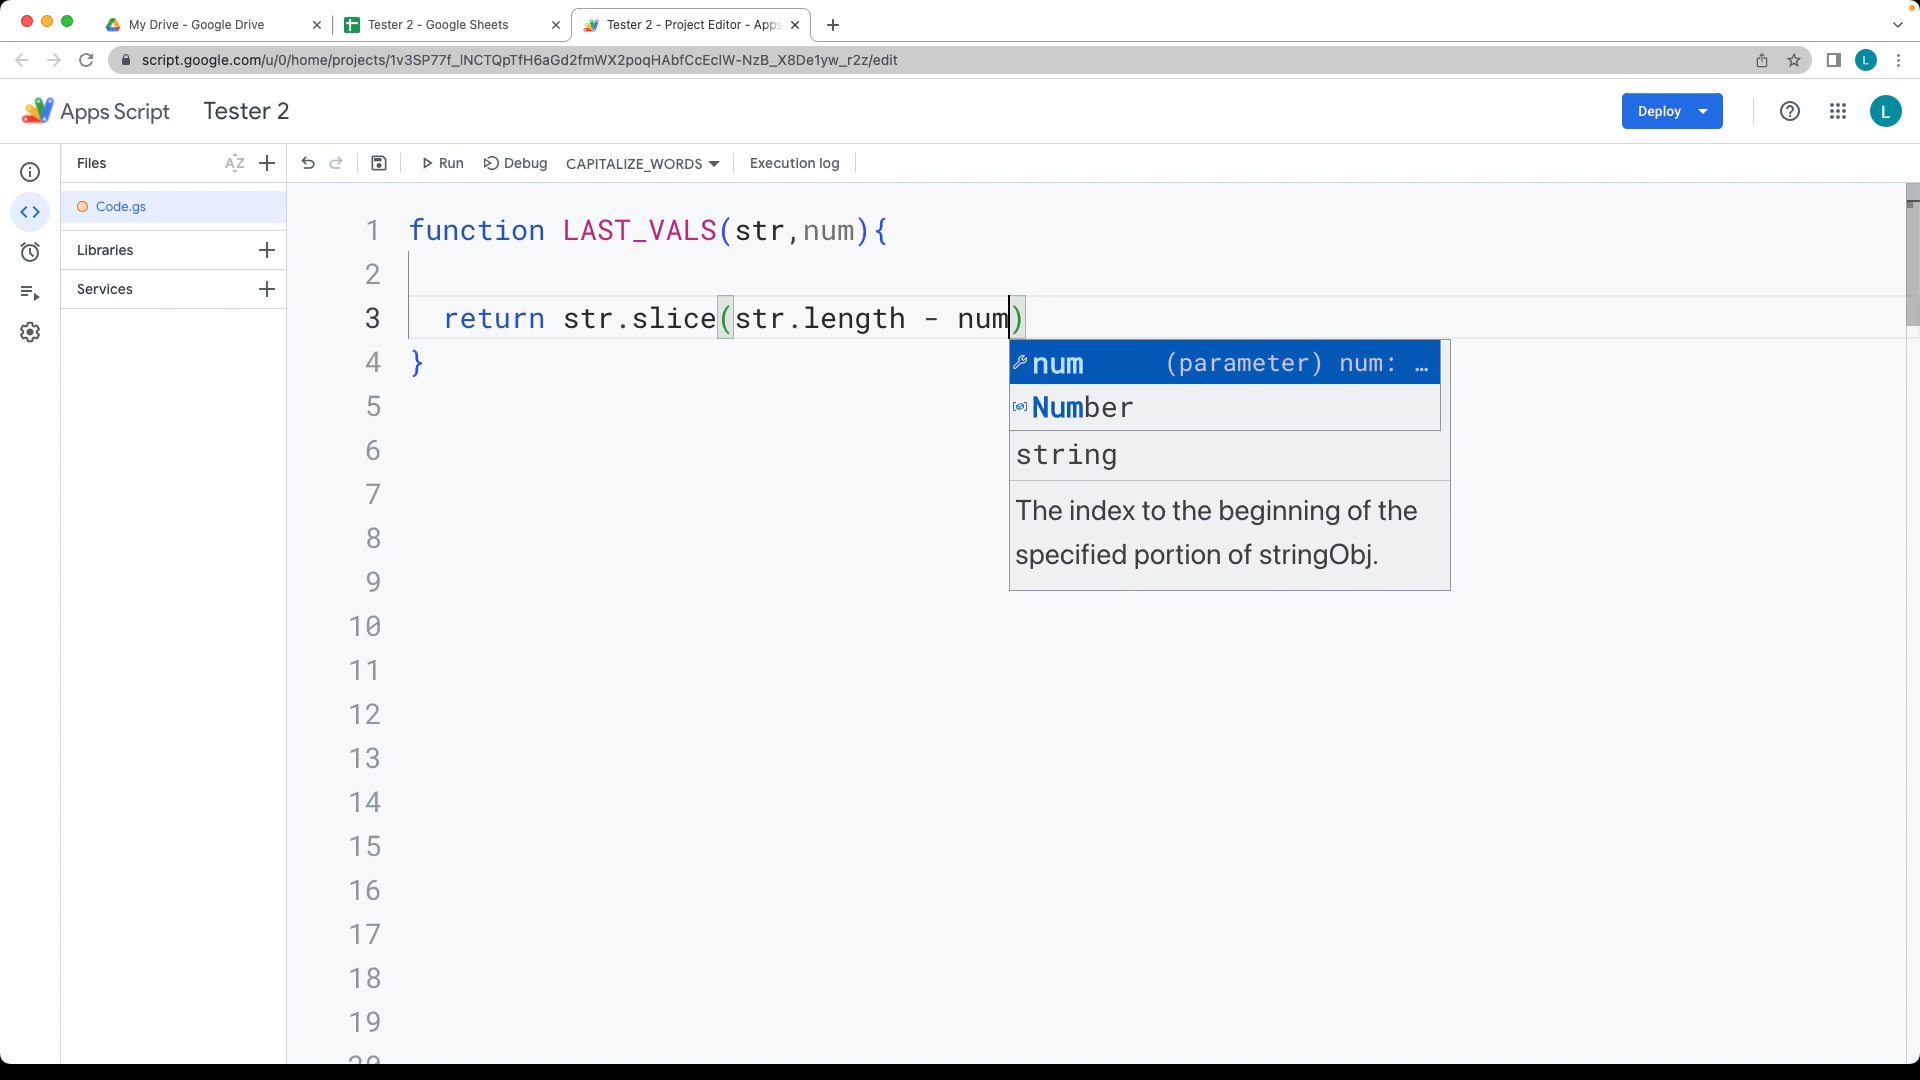 My Drive - Google Drive
Tester 2 - Google Sheets
Tester 2 - Project Editor - Apps
script.google.com/u/0/home/projects/1v3SP77f_lNCTQpTfH6aGd2fmWX2poqHAbfCcEclW-NzB_X8De1yw_r2z/edit
L
Apps Script
Tester 2
Deploy
L
Files
AZ
Run
Debug
CAPITALIZE_WORDS
Execution log
Code.gs
Libraries
Services
1 function LAST_VALS(str,num){
2
3 return str.slice(str.length - num)
4 }
num (parameter) num: …
5
Number
6
string
7
The index to the beginning of the
8
specified portion of stringObj.
9
10
11
12
13
14
15
16
17
18
19
20